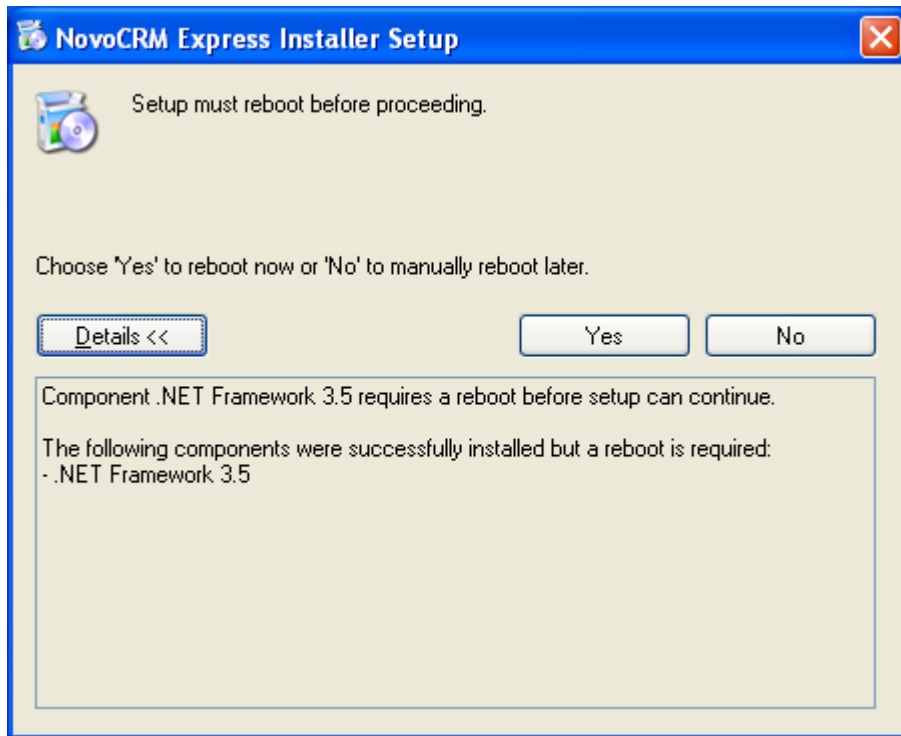 NovoCRM Express Installer Setup
Setup must reboot before proceeding.
Choose 'Yes' to reboot now or 'No' to manually reboot later.
Details <<
Yes
No
Component .NET Framework 3.5 requires a reboot before setup can continue.
The following components were successfully installed but a reboot is required:
- .NET Framework 3.5